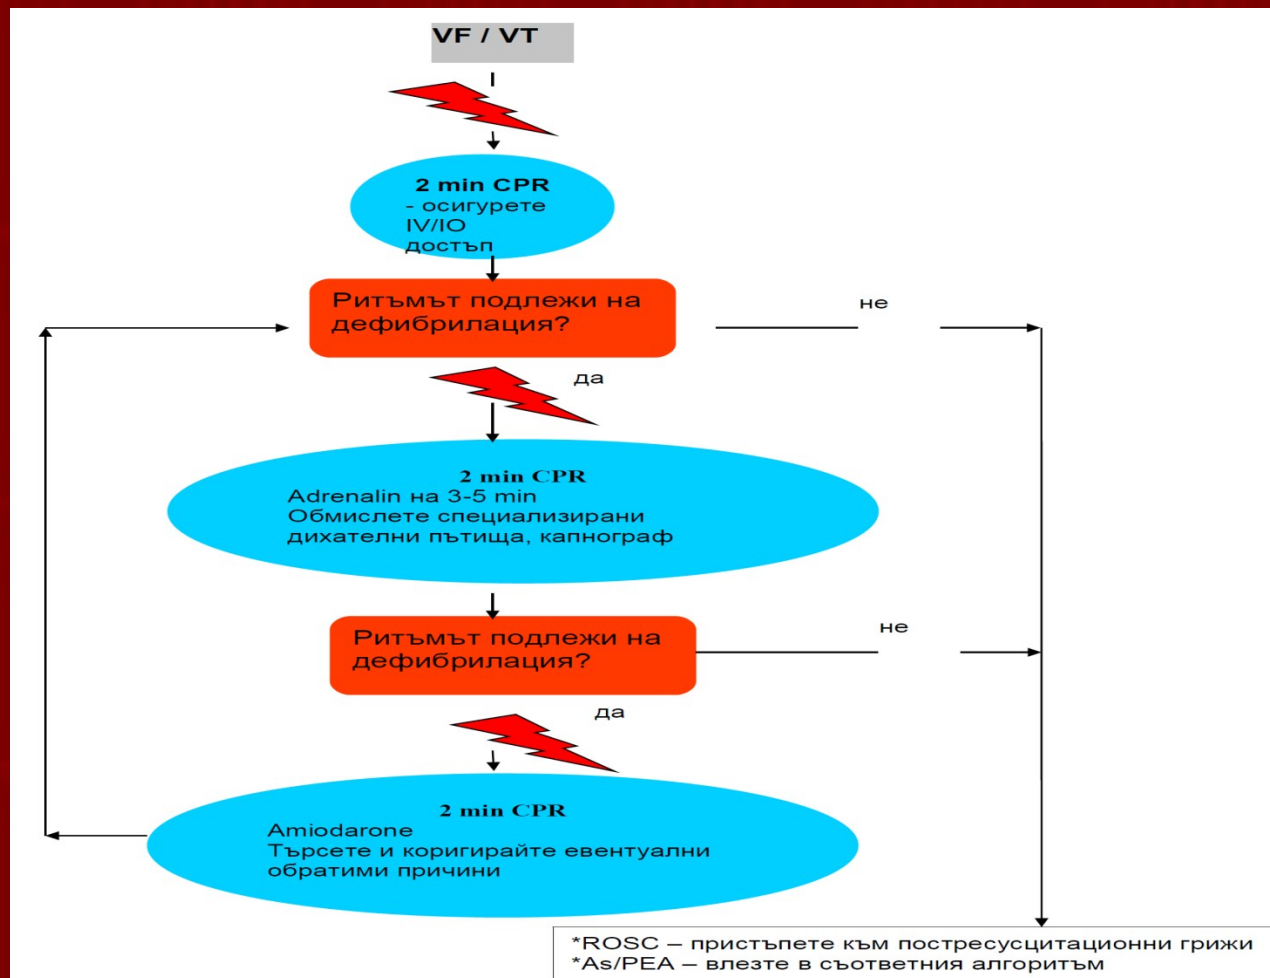 VF / VT
2 min CPR
- осигурете
IV/IO
достъп
Ритъмът подлежи на
дефибрилация?
не
да
2 min CPR
Adrenalin на 3-5 min
Обмислете специализирани
дихателни пътища, капнограф
Ритъмът подлежи на
дефибрилация?
не
да
2 min CPR
Amiodarone
Търсете и коригирайте евентуални
обратими причини
*ROSC – пристъпете към постресусцитационни грижи
*As/PEA – влезте в съответния алгоритъм